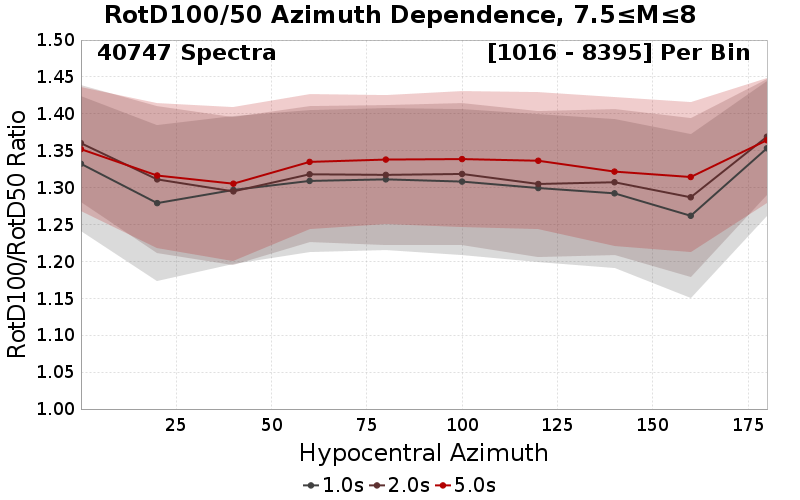 RotD100/50 Azimuth Dependence, 7.5≤M≤8
40747 Spectra
[1016 - 8395] Per Bin
RotD100/RotD50 Ratio
1.50
1.45
1.40
1.35
1.30
1.25
1.20
1.15
1.10
1.05
1.00
25 50 75 100 125 150 175
Hypocentral Azimuth
1.0s 2.0s 5.0s